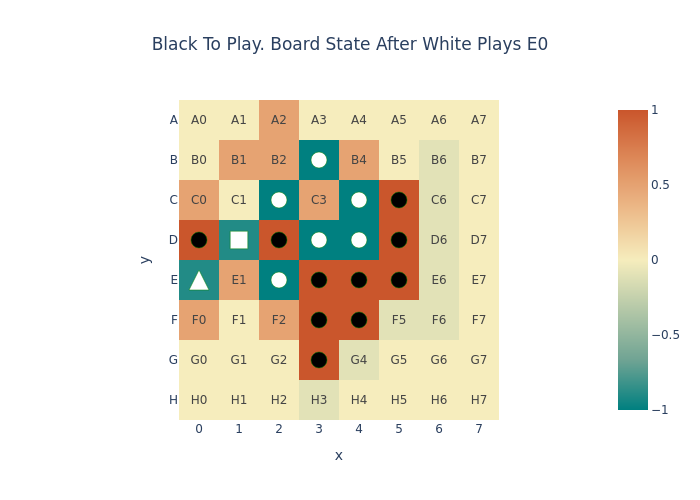 Black To Play. Board State After White Plays E0
A A0 A1 A2 A3 A4 A5 A6 A7 1
B B0 B1 B2 B4 B5 B6 B7
C C0 C1 C3 C6 C7 0.5
D D6 D7 0
y
E E1 E6 E7
F F0 F1 F2 F5 F6 F7 −0.5
G G0 G1 G2 G4 G5 G6 G7
H H0 H1 H2 H3 H4 H5 H6 H7 −1
0 1 2 3 4 5 6 7
x